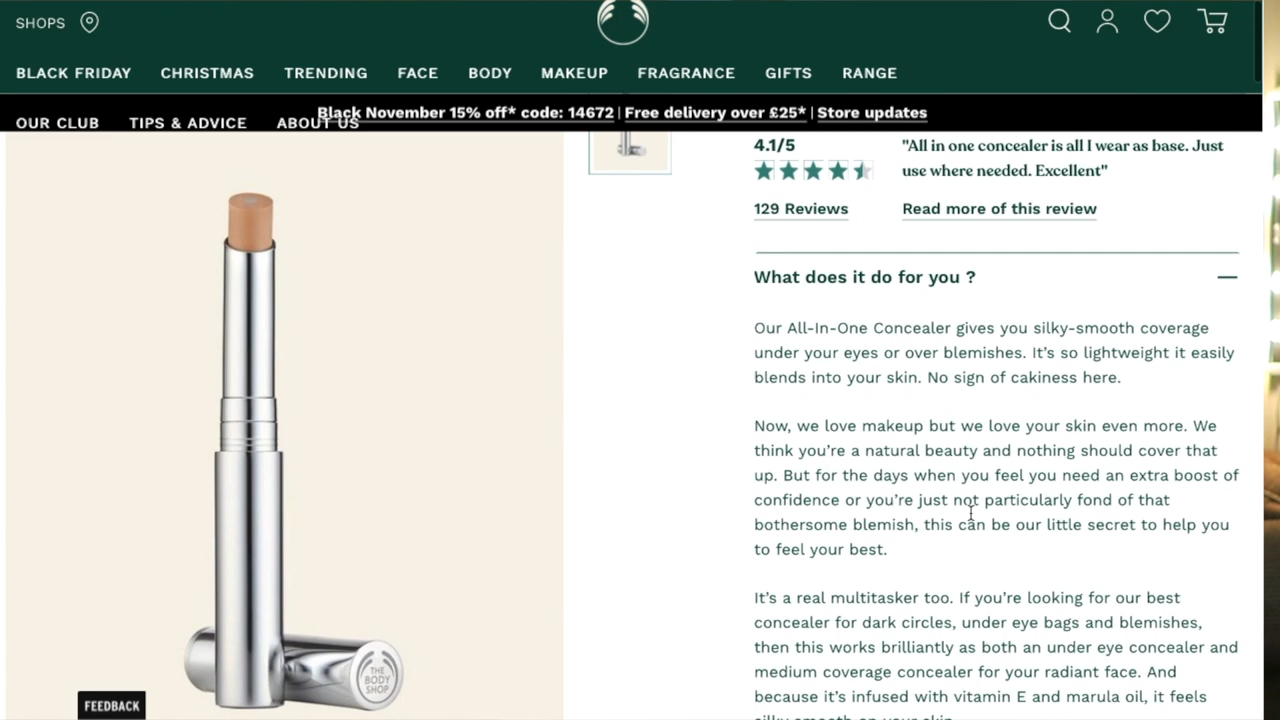 SHOPS
BLACK FRIDAY CHRISTMAS TRENDING FACE BODY MAKEUP FRAGRANCE GIFTS RANGE
Black November 15% off* code: 14672 | Free delivery over £25* | Store updates
OUR CLUB TIPS & ADVICE ABOUT US
4.1/5
129 Reviews
"All in one concealer is all I wear as base. Just
use where needed. Excellent"
Read more of this review
What does it do for you ?
Our All-In-One Concealer gives you silky-smooth coverage
under your eyes or over blemishes. It’s so lightweight it easily
blends into your skin. No sign of cakiness here.
Now, we love makeup but we love your skin even more. We
think you’re a natural beauty and nothing should cover that
up. But for the days when you feel you need an extra boost of
confidence or you’re just not particularly fond of that
bothersome blemish, this can be our little secret to help you
to feel your best.
It’s a real multitasker too. If you’re looking for our best
concealer for dark circles, under eye bags and blemishes,
then this works brilliantly as both an under eye concealer and
medium coverage concealer for your radiant face. And
because it’s infused with vitamin E and marula oil, it feels
silky smooth on your skin.
THE
BODY
SHOP
FEEDBACK